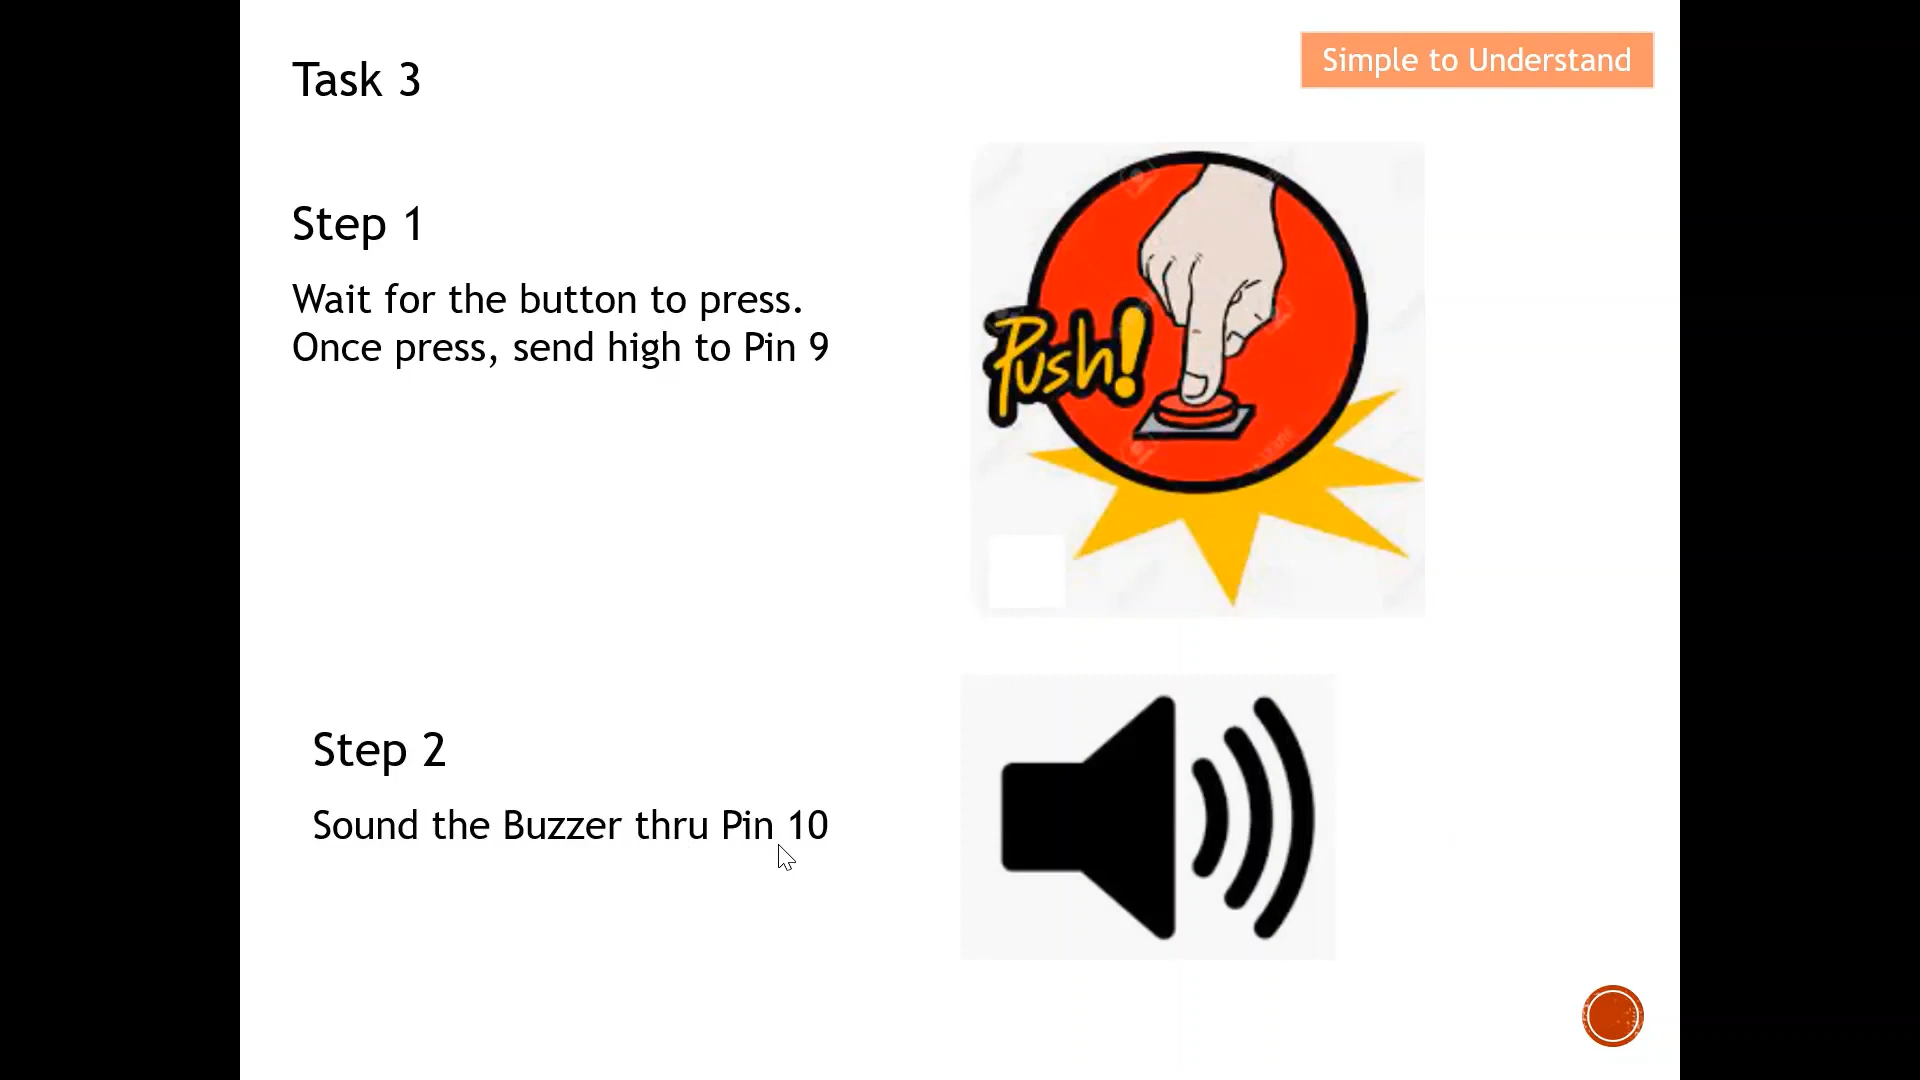 Task 3
Simple to Understand
Step 1
Wait for the button to press.
Once press, send high to Pin 9
Push!
Step 2
Sound the Buzzer thru Pin 10